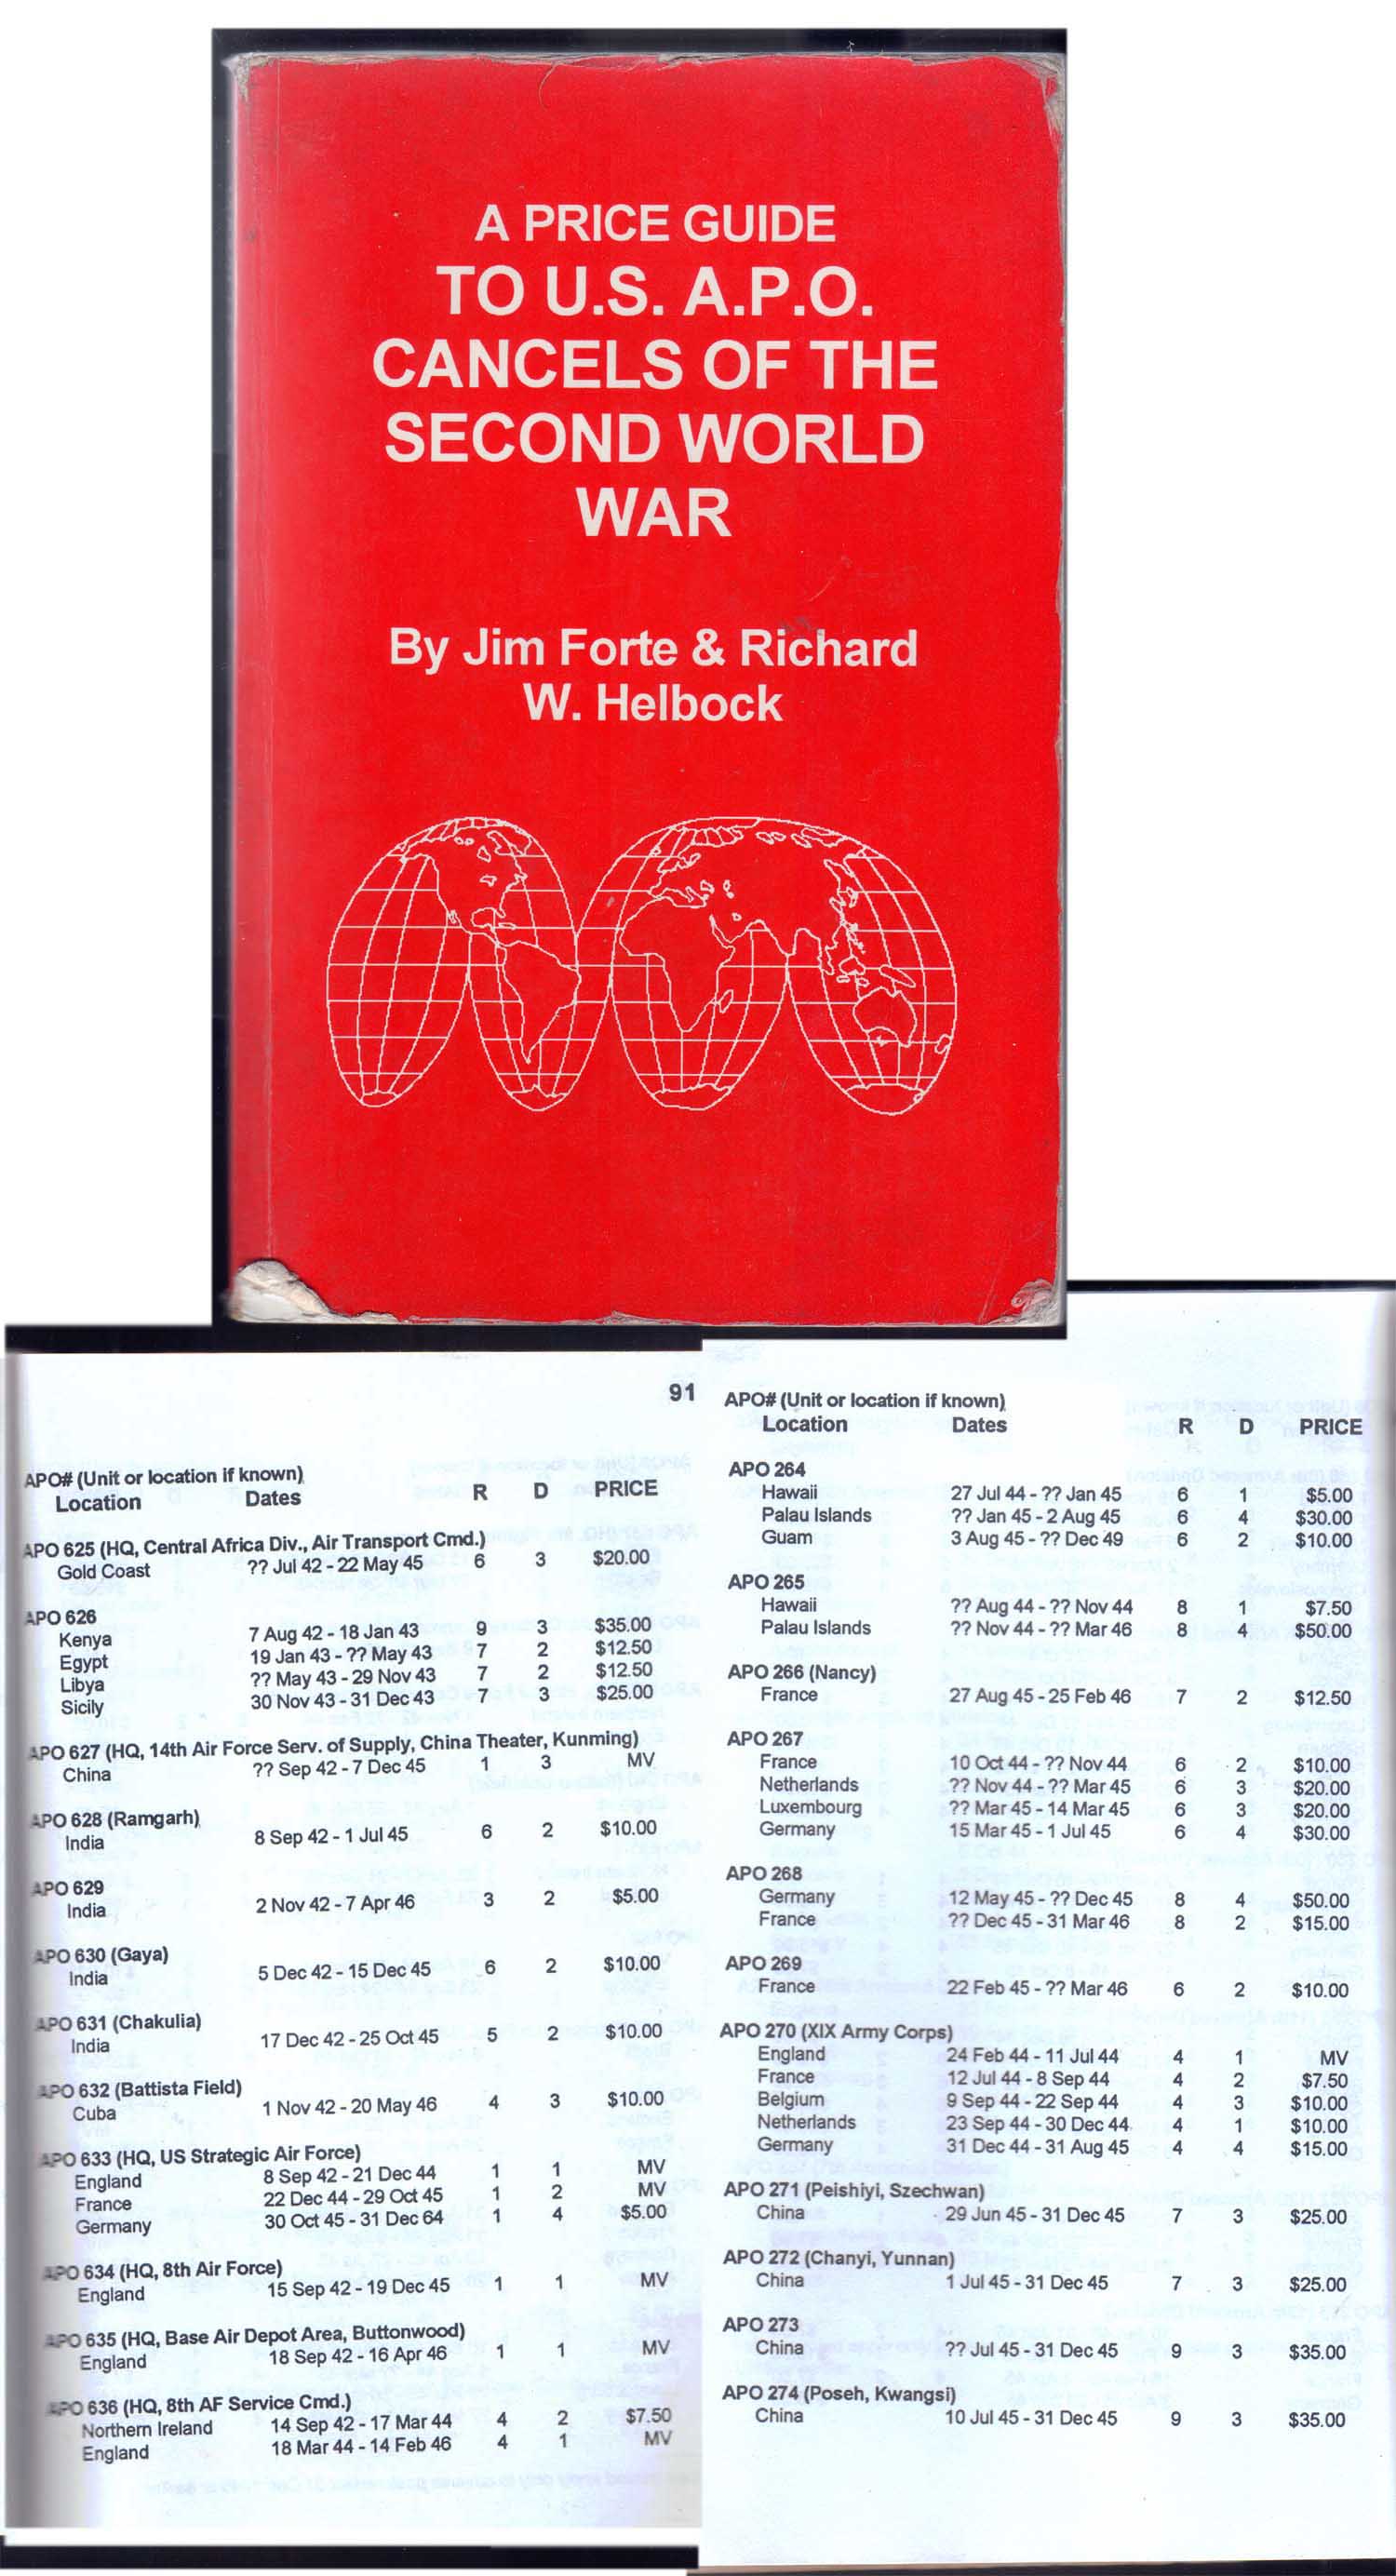 A PRICE GUIDE
TO U.S. A.P.O.
CANCELS OF THE
SECOND WORLD
WAR
By Jim Forte & Richard
W. Helbock
91
APO# (Unit or location if known)
Location Dates R D PRICE
APO 625 (HQ, Central Africa Div., Air Transport Cmd.)
Gold Coast ?? Jul 42 - 22 May 45 6 3 $20.00
APO 626
Kenya 7 Aug 42 - 18 Jan 43 9 3 $35.00
Egypt 19 Jan 43 - ?? May 43 7 2 $12.50
Libya ?? May 43 - 29 Nov 43 7 2 $12.50
Sicily 30 Nov 43 - 31 Dec 43 7 3 $25.00
APO 627 (HQ, 14th Air Force Serv. of Supply, China Theater, Kunming)
China ?? Sep 42 - 7 Dec 45 1 3 MV
APO 628 (Ramgarh)
India 8 Sep 42 - 1 Jul 45 6 2 $10.00
APO 629
India 2 Nov 42 - 7 Apr 46 3 2 $5.00
APO 630 (Gaya)
India 5 Dec 42 - 15 Dec 45 6 2 $10.00
APO 631 (Chakulia)
India 17 Dec 42 - 25 Oct 45 5 2 $10.00
APO 632 (Battista Field)
Cuba 1 Nov 42 - 20 May 46 4 3 $10.00
APO 633 (HQ, US Strategic Air Force)
England 8 Sep 42 - 21 Dec 44 1 1 MV
France 22 Dec 44 - 29 Oct 45 1 2 MV
Germany 30 Oct 45 - 31 Dec 64 1 4 $5.00
APO 634 (HQ, 8th Air Force)
England 15 Sep 42 - 19 Dec 45 1 1 MV
APO 635 (HQ, Base Air Depot Area, Buttonwood)
England 18 Sep 42 - 16 Apr 46 1 1 MV
APO 636 (HQ, 8th AF Service Cmd.)
Northern Ireland 14 Sep 42 - 17 Mar 44 4 2 $7.50
England 18 Mar 44 - 14 Feb 46 4 1 MV
APO# (Unit or location if known)
Location Dates R D PRICE
APO 264
Hawaii 27 Jul 44 - ?? Jan 45 6 1 $5.00
Palau Islands ?? Jan 45 - 2 Aug 45 6 4 $30.00
Guam 3 Aug 45 - ?? Dec 49 6 2 $10.00
APO 265
Hawaii ?? Aug 44 - ?? Nov 44 8 1 $7.50
Palau Islands ?? Nov 44 - ?? Mar 46 8 4 $50.00
APO 266 (Nancy)
France 27 Aug 45 - 25 Feb 46 7 2 $12.50
APO 267
France 10 Oct 44 - ?? Nov 44 6 2 $10.00
Netherlands ?? Nov 44 - ?? Mar 45 6 3 $20.00
Luxembourg ?? Mar 45 - 14 Mar 45 6 3 $20.00
Germany 15 Mar 45 - 1 Jul 45 6 4 $30.00
APO 268
Germany 12 May 45 - ?? Dec 45 8 4 $50.00
France ?? Dec 45 - 31 Mar 46 8 2 $15.00
APO 269
France 22 Feb 45 - ?? Mar 46 6 2 $10.00
APO 270 (XIX Army Corps)
England 24 Feb 44 - 11 Jul 44 4 1 MV
France 12 Jul 44 - 8 Sep 44 4 2 $7.50
Belgium 9 Sep 44 - 22 Sep 44 4 3 $10.00
Netherlands 23 Sep 44 - 30 Dec 44 4 1 $10.00
Germany 31 Dec 44 - 31 Aug 45 4 4 $15.00
APO 271 (Peishiyi, Szechwan)
China 29 Jun 45 - 31 Dec 45 7 3 $25.00
APO 272 (Chanyi, Yunnan)
China 1 Jul 45 - 31 Dec 45 7 3 $25.00
APO 273
China ?? Jul 45 - 31 Dec 45 9 3 $35.00
APO 274 (Poseh, Kwangsi)
China 10 Jul 45 - 31 Dec 45 9 3 $35.00